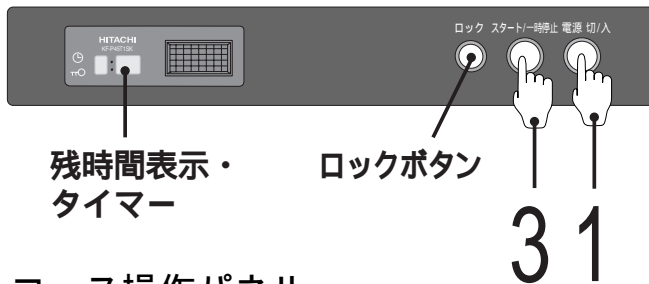 ロック スタート/一時停止 電源 切/入
HITACHI
KF-P45T1SK
残時間表示・
タイマー
ロックボタン
3 1